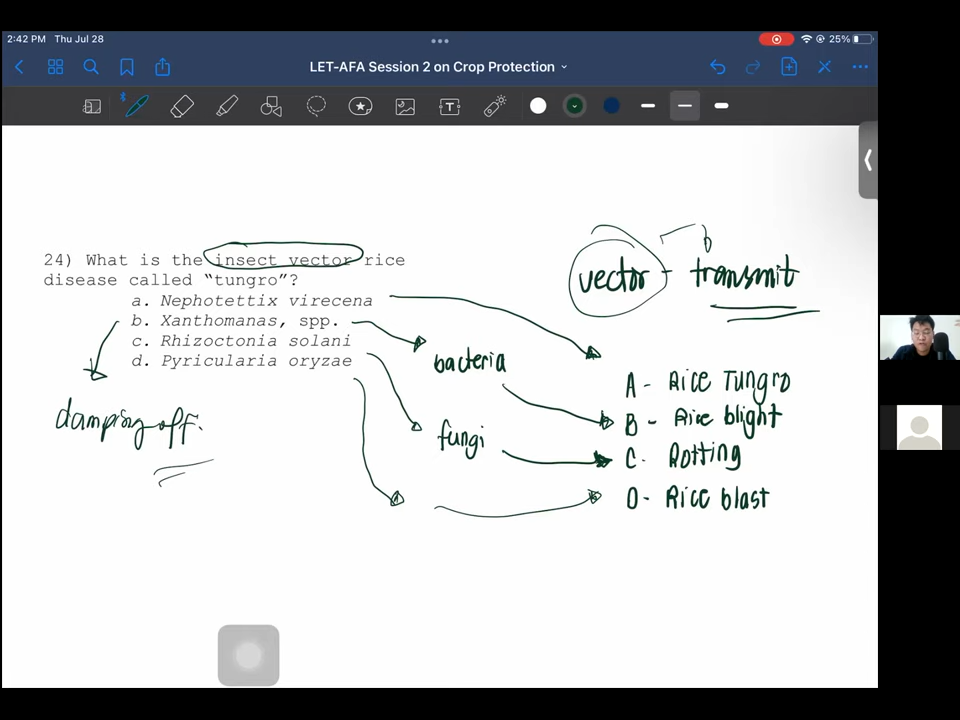 2:42 PM Thu Jul 28
25%
LET-AFA Session 2 on Crop Protection
24) What is the insect vector rice
disease called “tungro”?
a. Nephotettix virecena
b. Xanthomanas, spp.
c. Rhizoctonia solani
d. Pyricularia oryzae
vector - transmit
bacteria
fungi
damping-off.
A - Rice Tungro
B - Rice blight
C - Rotting
D - Rice blast